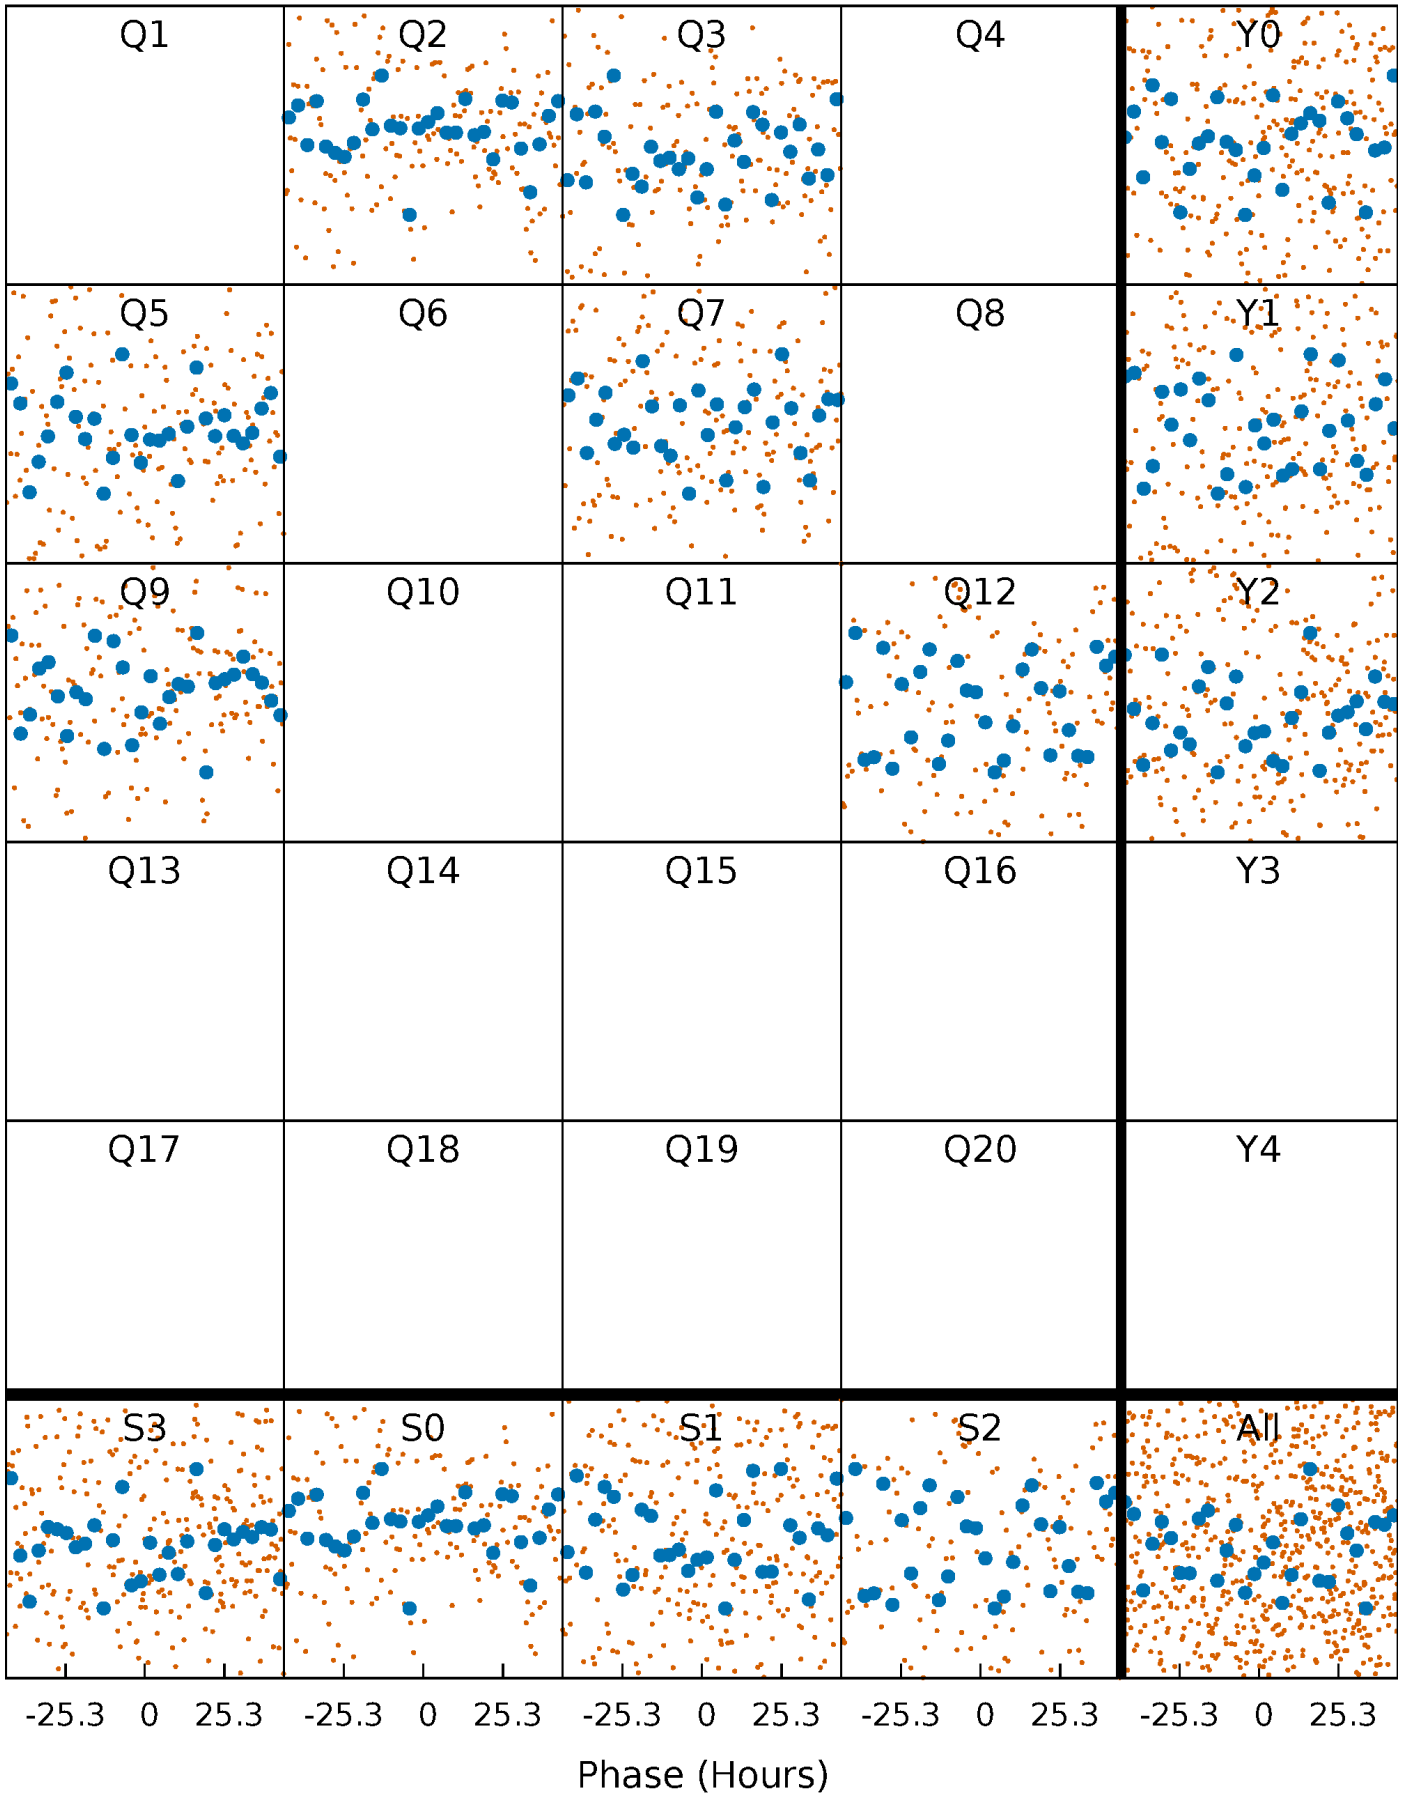 Q1 Q2 Q3 Q4 Y0
Q5 Q6 Q7 Q8 Y1
Q9 Q10 Q11 Q12 Y2
Q13 Q14 Q15 Q16 Y3
Q17 Q18 Q19 Q20 Y4
S3 S0 S1 S2 All
-25.3 0 25.3 -25.3 0 25.3 -25.3 0 25.3 -25.3 0 25.3 -25.3 0 25.3
Phase (Hours)